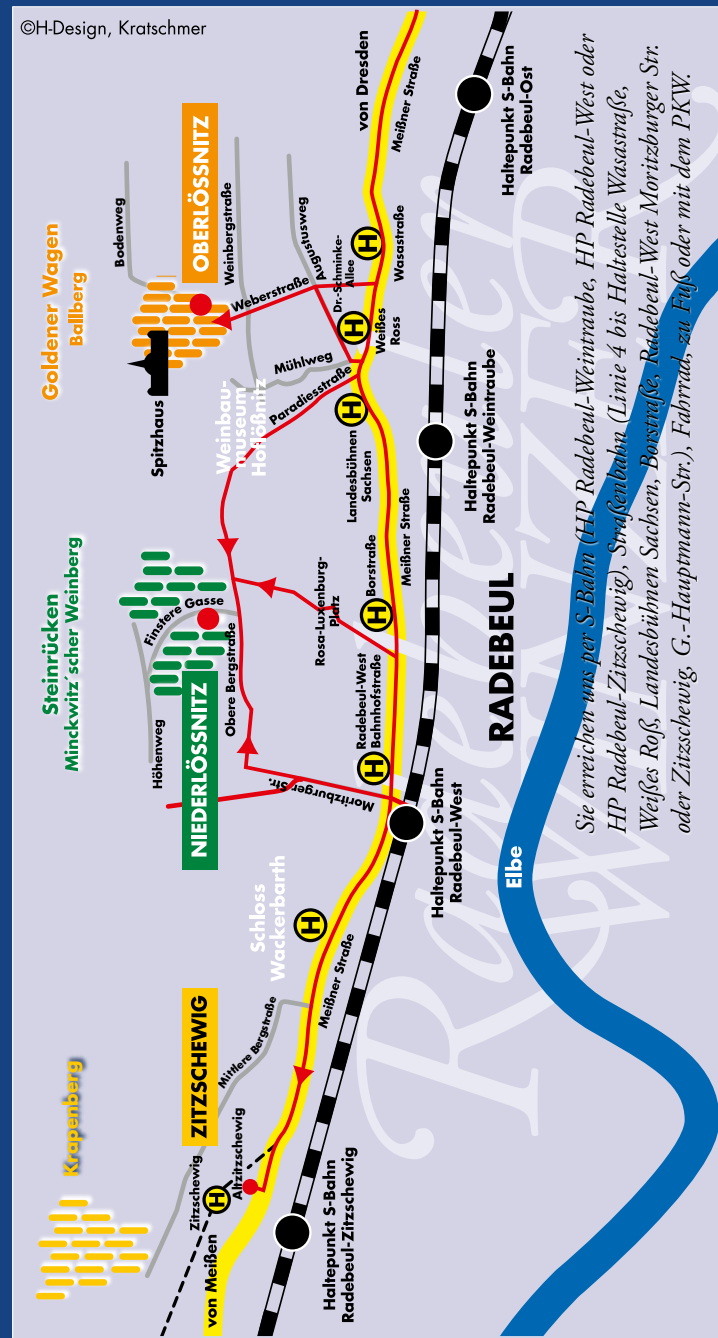 ©H-Design, Kratschmer
Krapenberg
Steinrücken
Minckwitz´scher Weinberg
Goldener Wagen
Ballberg
ZITZSCHEWIG
NIEDERLÖSSNITZ
OBERLÖSSNITZ
Spitzhaus
Bodenweg
Weinbergstraße
Augustusweg
Weberstraße
Dr.-Schminke-
Allee
Mühlweg
Paradiesstraße
Weinbau-
museum
Hoflößnitz
Höhenweg
Finstere Gasse
Obere Bergstraße
Rosa-Luxenburg-
Platz
Moritzburger Str.
Schloss
Wackerbarth
Mittlere Bergstraße
Zitzschewig
H
Altzitzschewig
von Meißen
Meißner Straße
H
H
Radebeul-West
Bahnhofstraße
H
Borstraße
Meißner Straße
H
Landesbühnen
Sachsen
H
Weißes
Ross
H
Wasastraße
von Dresden
Meißner Straße
Haltepunkt S-Bahn
Radebeul-Zitzschewig
Haltepunkt S-Bahn
Radebeul-West
Haltepunkt S-Bahn
Radebeul-Weintraube
Haltepunkt S-Bahn
Radebeul-Ost
RADEBEUL
Elbe
Sie erreichen uns per S-Bahn (HP Radebeul-Weintraube, HP Radebeul-West oder
HP Radebeul-Zitzschewig), Straßenbahn (Linie 4 bis Haltestelle Wasastraße,
Weißes Roß, Landesbühnen Sachsen, Borstraße, Radebeul-West Moritzburger Str.
oder Zitzschewig, G.-Hauptmann-Str.), Fahrrad, zu Fuß oder mit dem PKW.